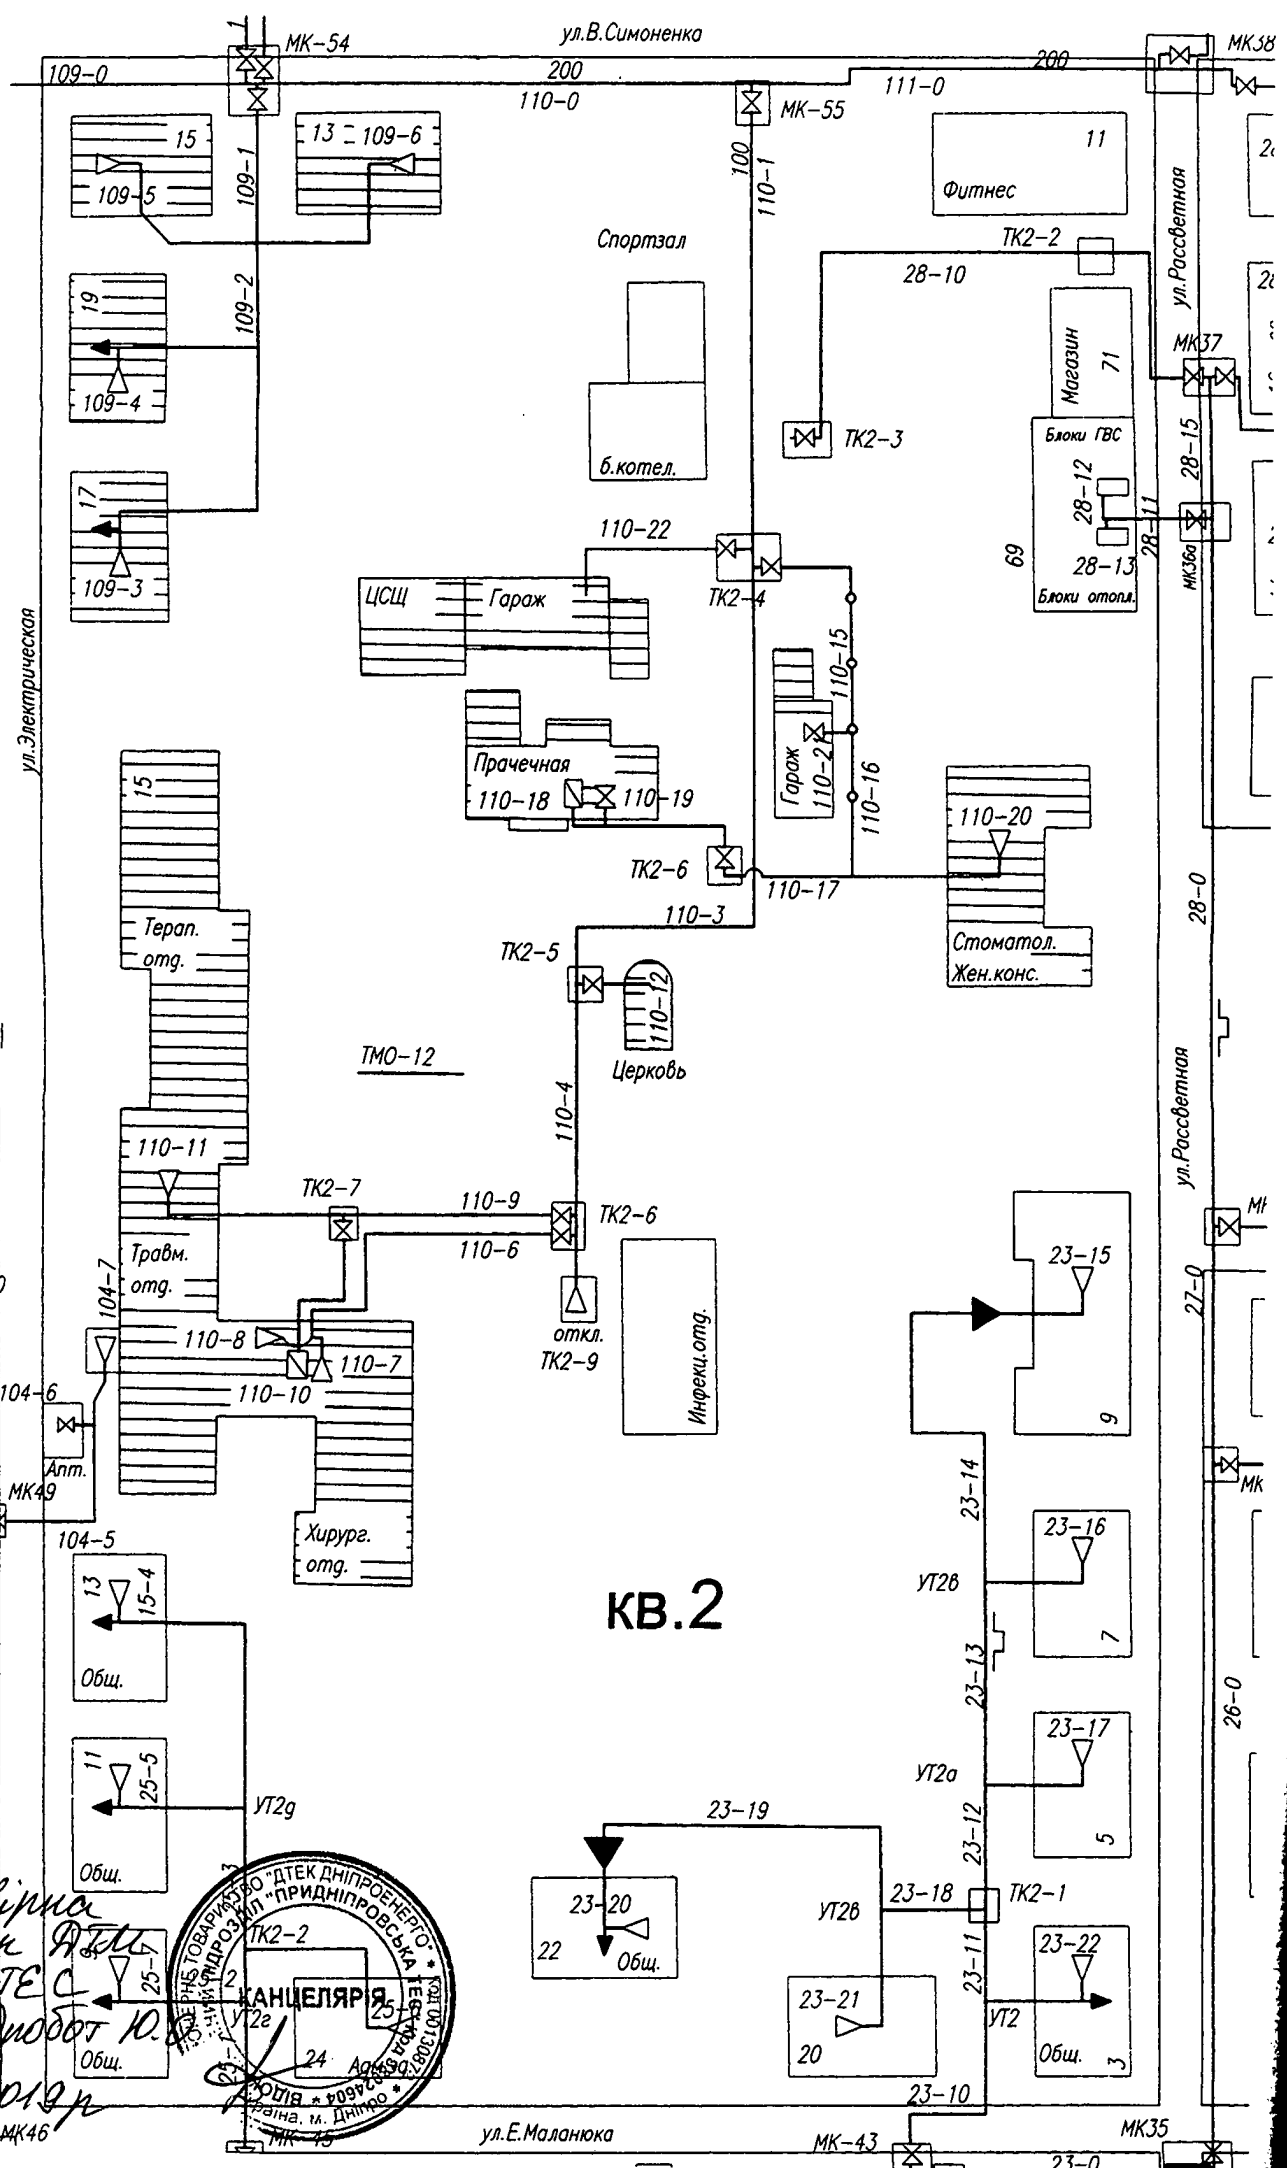 1
ул.В.Симоненка
МК-54
МК38
109-0
200
200
110-0
111-0
МК-55
15
109-5
13
109-6
109-1
100
110-1
11
Фитнес
ул.Рассветная
Спортзал
ТК2-2
28-10
19
109-4
109-2
МК37
Магазин
71
б.котел.
ТК2-3
Блоки ГВС
28-15
28-12
28-11
28-13
69
Блоки отопл.
МК36а
17
109-3
110-22
ТК2-4
ЦСЩ
Гараж
ул.Электрическая
110-15
Прачечная
110-18
110-19
Гараж
110-21
110-16
110-20
15
ТК2-6
110-17
Стоматол.
Жен.конс.
28-0
110-3
Терап.
отд.
ТК2-5
110-12
Церковь
ТМО-12
110-4
ул.Рассветная
110-11
ТК2-7
110-9
ТК2-6
110-6
Травм.
отд.
104-7
110-8
110-7
110-10
откл.
ТК2-9
Инфекц.отд.
23-15
9
27-0
104-6
Апт.
МК49
104-5
Хирург.
отд.
23-14
МК
23-16
7
УТ2в
13
15-4
Общ.
кв.2
23-13
26-0
11
25-5
Общ.
УТ2д
23-17
5
УТ2а
23-12
23-19
23-20
22
Общ.
УТ2в
23-18
ТК2-1
23-11
23-22
Общ.
3
УТ2
23-21
20
23-10
ТК2-2
25-7
Общ.
УТ2г
24
"ДТЕК ДНІПРОЕНЕРГО"
"ПРИДНІПРОВСЬКА ТЕС"
КАНЦЕЛЯРІЯ
м. Дніпро
МК46
МК-45
ул.Е.Маланюка
МК-43
МК35
23-0